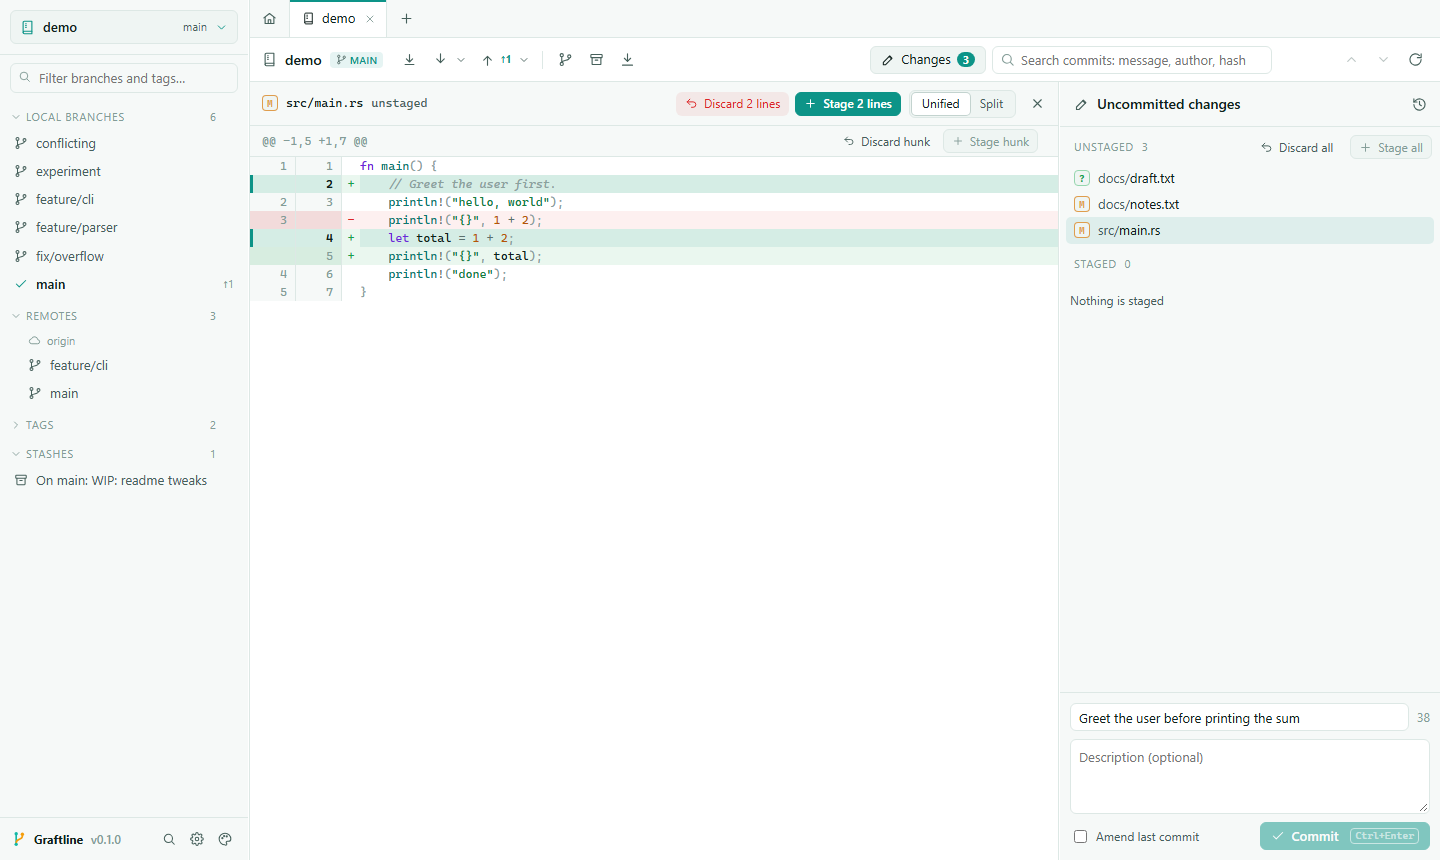 demo main
Filter branches and tags...
LOCAL BRANCHES 6
conflicting
experiment
feature/cli
feature/parser
fix/overflow
main ↑1
REMOTES 3
origin
feature/cli
main
TAGS 2
STASHES 1
On main: WIP: readme tweaks
Graftline v0.1.0
demo
demo MAIN ↑1 Changes 3 Search commits: message, author, hash
M src/main.rs unstaged Discard 2 lines + Stage 2 lines Unified Split
@@ -1,5 +1,7 @@ Discard hunk + Stage hunk
1 1 fn main() {
2 + // Greet the user first.
2 3 println!("hello, world");
3 - println!("{}", 1 + 2);
4 + let total = 1 + 2;
5 + println!("{}", total);
4 6 println!("done");
5 7 }
Uncommitted changes
UNSTAGED 3 Discard all + Stage all
? docs/draft.txt
M docs/notes.txt
M src/main.rs
STAGED 0
Nothing is staged
Greet the user before printing the sum 38
Description (optional)
Amend last commit Commit Ctrl+Enter